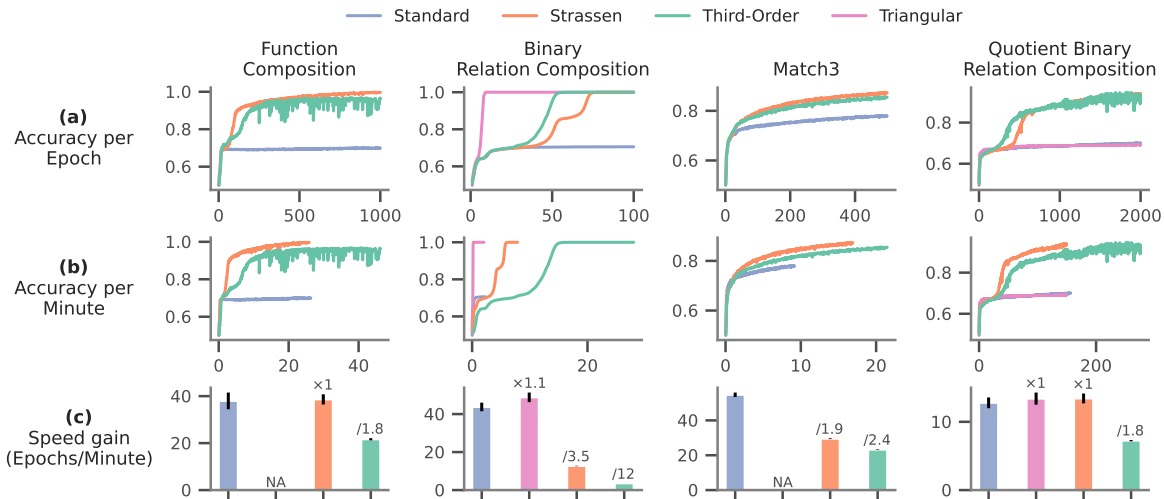 Standard Strassen Third-Order Triangular
Function
Composition
Binary
Relation Composition
Match3
Quotient Binary
Relation Composition
(a)
Accuracy per
Epoch
1.0
0.8
0.6
0 500 1000
1.0
0.8
0.6
0 50 100
0.8
0.6
0 200 400
0.8
0.6
0 1000 2000
(b)
Accuracy per
Minute
1.0
0.8
0.6
0 20 40
1.0
0.8
0.6
0 20
0.8
0.6
0 10 20
0.8
0.6
0 200
(c)
Speed gain
(Epochs/Minute)
40
20
0
NA
×1
/1.8
40
20
0
×1.1
/3.5
/12
40
20
0
NA
/1.9
/2.4
10
0
×1
×1
/1.8